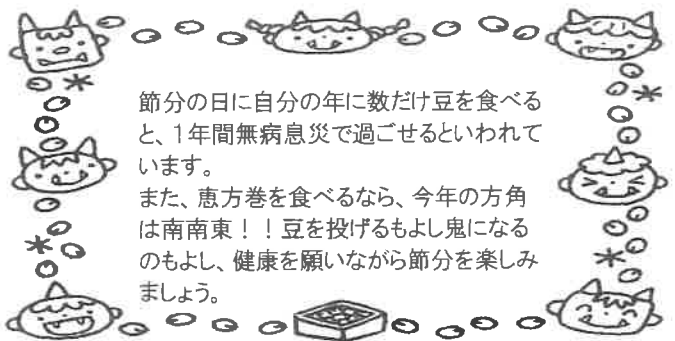 節分の日に自分の年に数だけ豆を食べる
と、1年間無病息災で過ごせるといわれて
います。
また、恵方巻を食べるなら、今年の方角
は南南東！！豆を投げるもよし鬼になる
のもよし、健康を願いながら節分を楽しみ
ましょう。